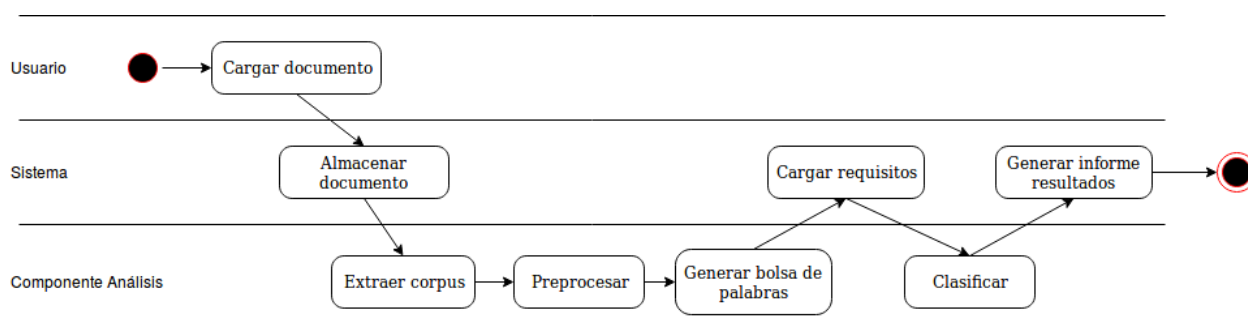 Usuario
Cargar documento
Sistema
Almacenar
documento
Cargar requisitos
Generar informe
resultados
Componente Análisis
Extraer corpus
Preprocesar
Generar bolsa de
palabras
Clasificar